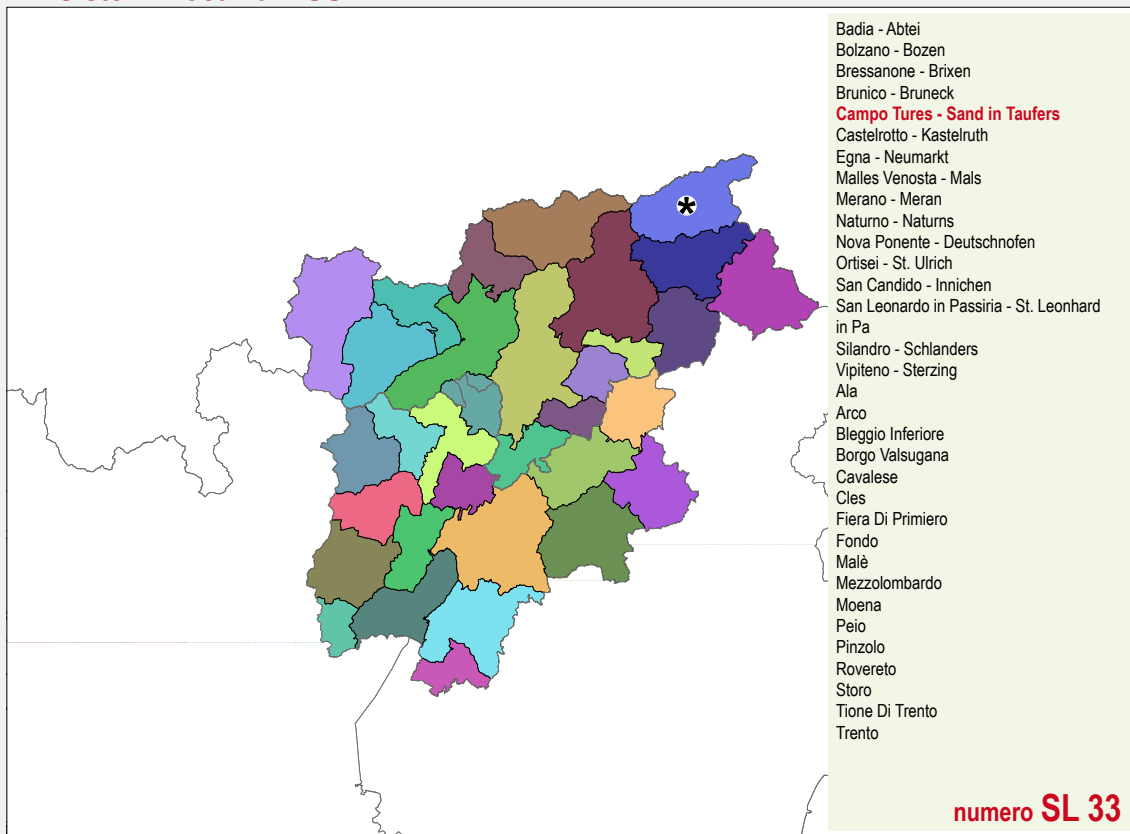 Badia - Abtei
Bolzano - Bozen
Bressanone - Brixen
Brunico - Bruneck
Campo Tures - Sand in Taufers
Castelrotto - Kastelruth
Egna - Neumarkt
Malles Venosta - Mals
Merano - Meran
Naturno - Naturns
Nova Ponente - Deutschnofen
Ortisei - St. Ulrich
San Candido - Innichen
San Leonardo in Passiria - St. Leonhard
in Pa
Silandro - Schlanders
Vipiteno - Sterzing
Ala
Arco
Bleggio Inferiore
Borgo Valsugana
Cavalese
Cles
Fiera Di Primiero
Fondo
Malè
Mezzolombardo
Moena
Peio
Pinzolo
Rovereto
Storo
Tione Di Trento
Trento
numero SL 33